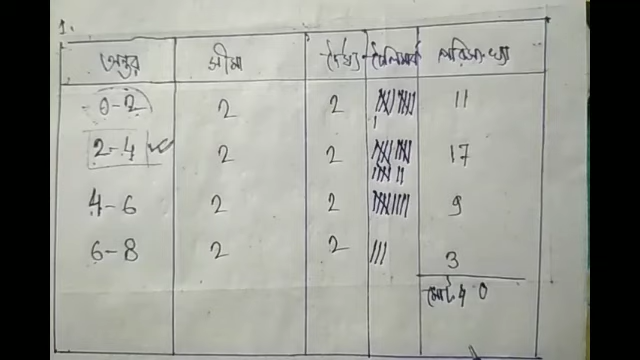 1.
অন্তর সীমা দৈর্ঘ্য টেলিমার্ক পরিসংখ্যা
0-2 2 2 11
2-4 2 2 17
4-6 2 2 9
6-8 2 2 3
মোট 40